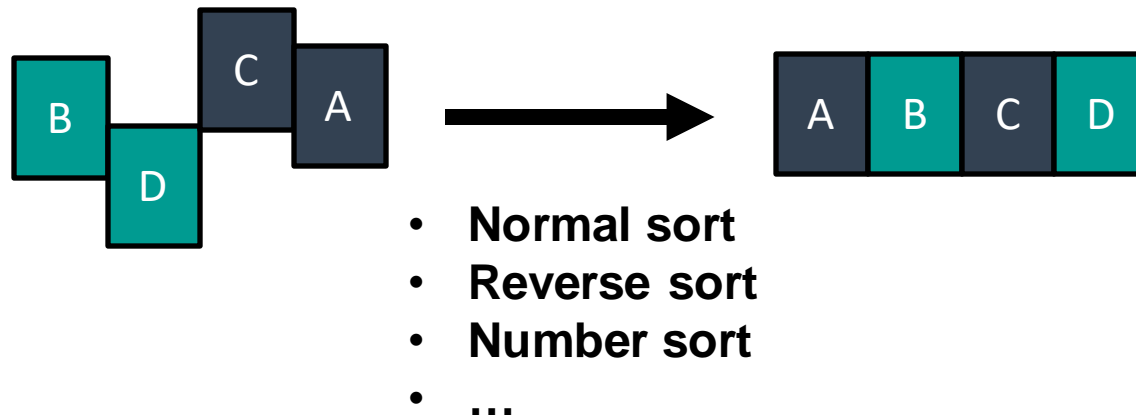 B
D
C
A
A B C D
• Normal sort
• Reverse sort
• Number sort
• ...